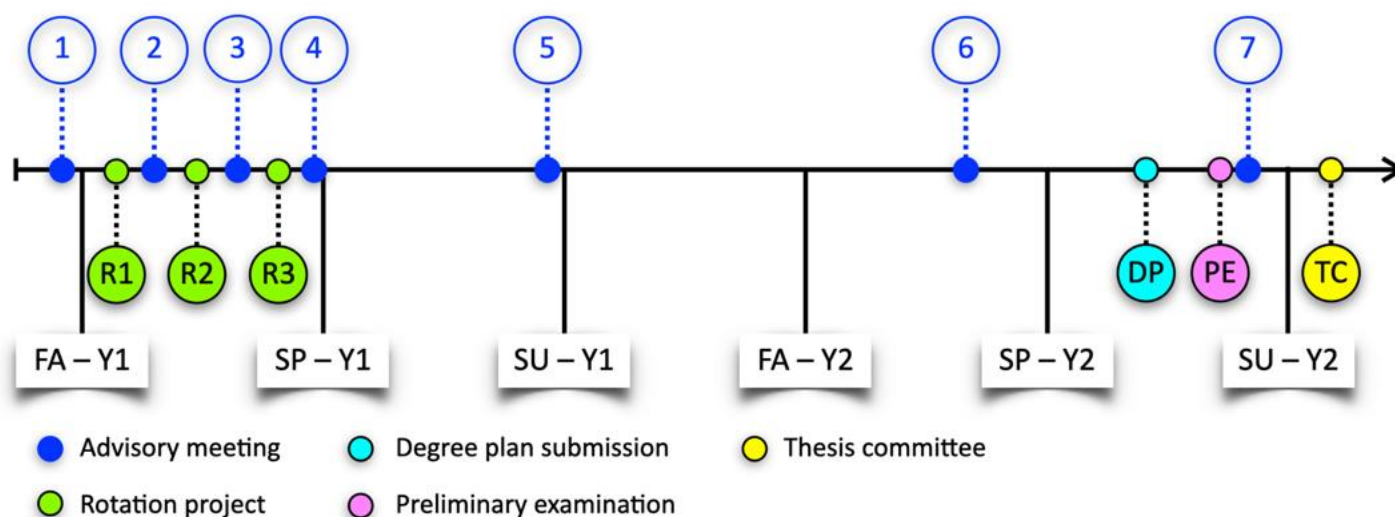 1 2 3 4 5 6 7
R1 R2 R3 DP PE TC
FA – Y1 SP – Y1 SU – Y1 FA – Y2 SP – Y2 SU – Y2
Advisory meeting Degree plan submission Thesis committee
Rotation project Preliminary examination